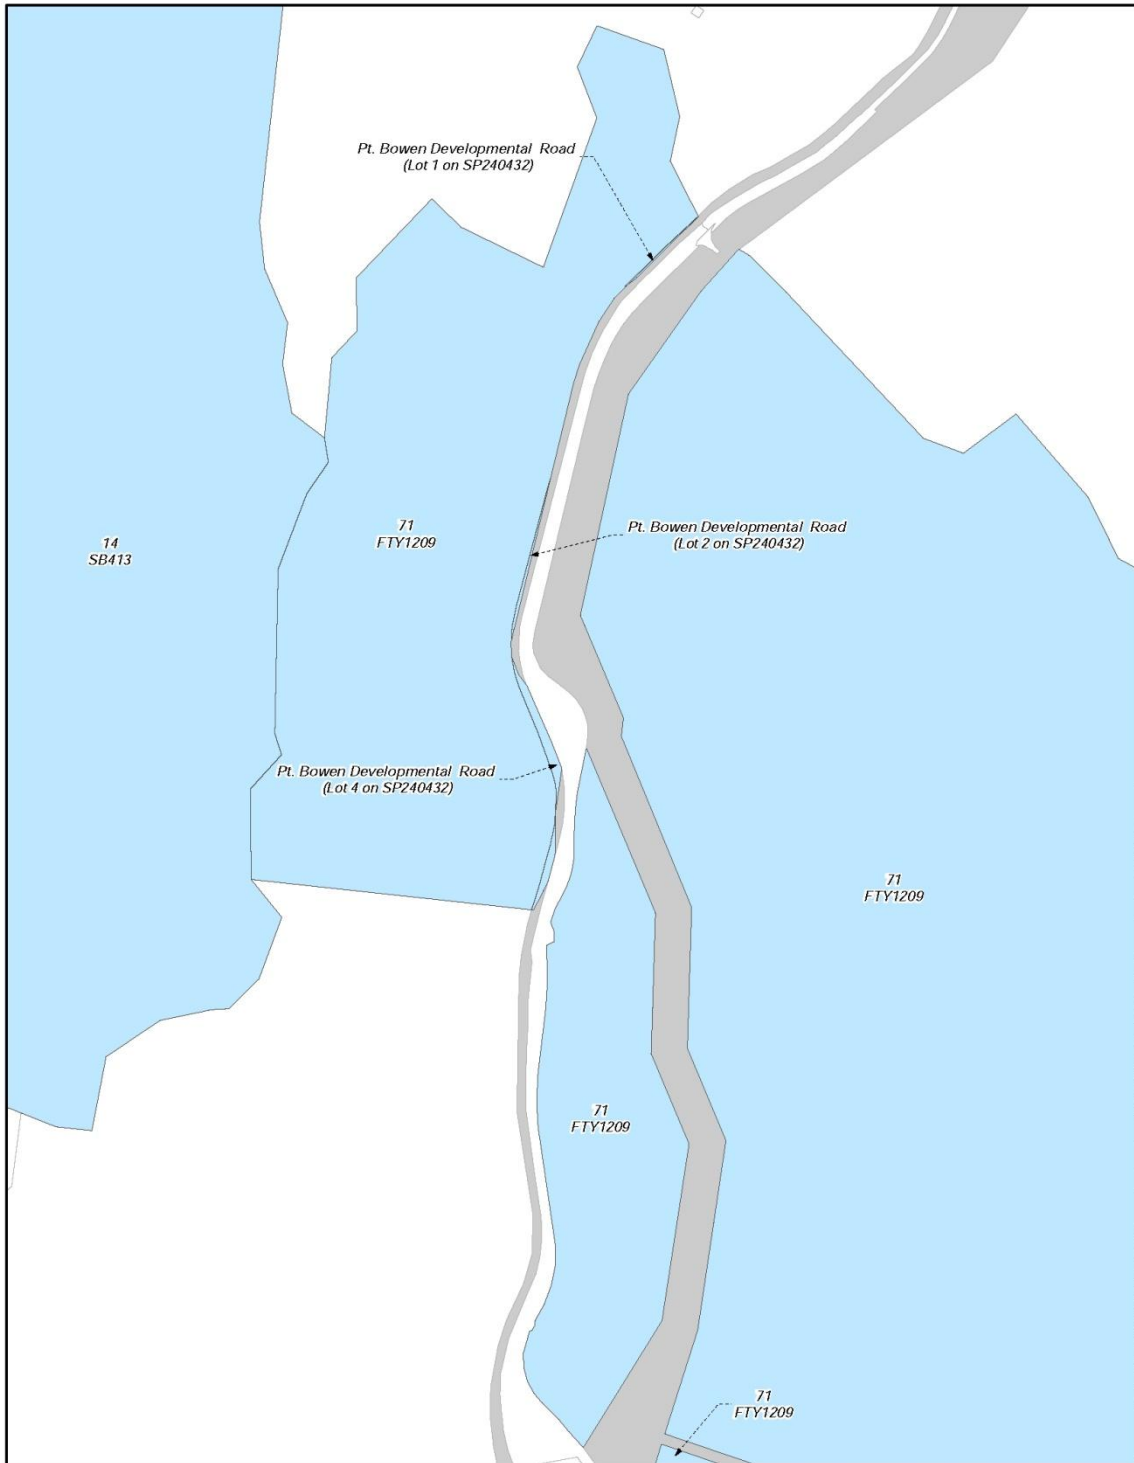 Pt. Bowen Developmental Road
(Lot 1 on SP240432)
71
FTY1209
Pt. Bowen Developmental Road
(Lot 2 on SP240432)
14
SB413
Pt. Bowen Developmental Road
(Lot 4 on SP240432)
71
FTY1209
71
FTY1209
71
FTY1209